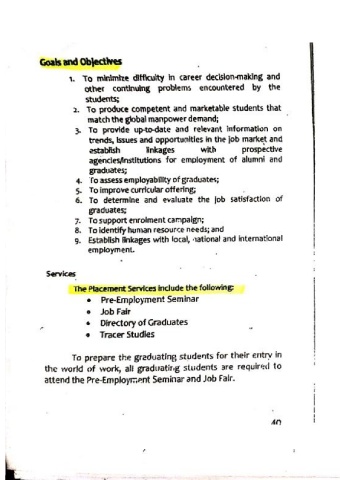 Goals and Objectives
1. To minimize difficulty in career decision-making and
other continuing problems encountered by the
students;
2. To produce competent and marketable students that
match the global manpower demand;
3. To provide up-to-date and relevant information on
trends, issues and opportunities in the job market and
establish linkages with prospective
agencies/institutions for employment of alumni and
graduates;
4. To assess employability of graduates;
5. To improve curricular offering;
6. To determine and evaluate the job satisfaction of
graduates;
7. To support enrolment campaign;
8. To identify human resource needs; and
9. Establish linkages with local, national and international
employment.
Services
The Placement Services include the following:
• Pre-Employment Seminar
• Job Fair
• Directory of Graduates
• Tracer Studies
To prepare the graduating students for their entry in
the world of work, all graduating students are required to
attend the Pre-Employment Seminar and Job Fair.
40